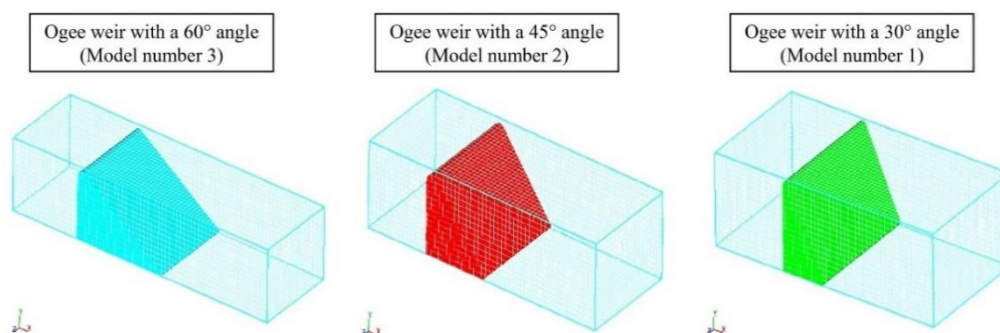 Ogee weir with a 60° angle
(Model number 3)
Ogee weir with a 45° angle
(Model number 2)
Ogee weir with a 30° angle
(Model number 1)